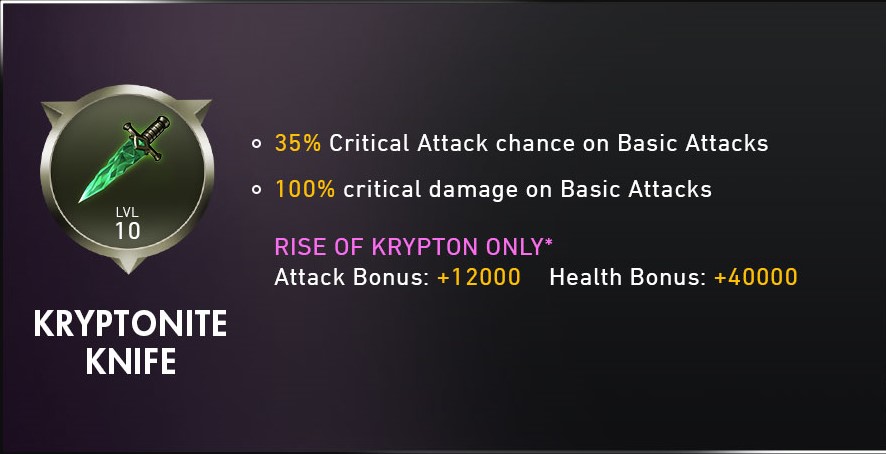 LVL
10
KRYPTONITE
KNIFE
35% Critical Attack chance on Basic Attacks
100% critical damage on Basic Attacks
RISE OF KRYPTON ONLY*
Attack Bonus: +12000 Health Bonus: +40000